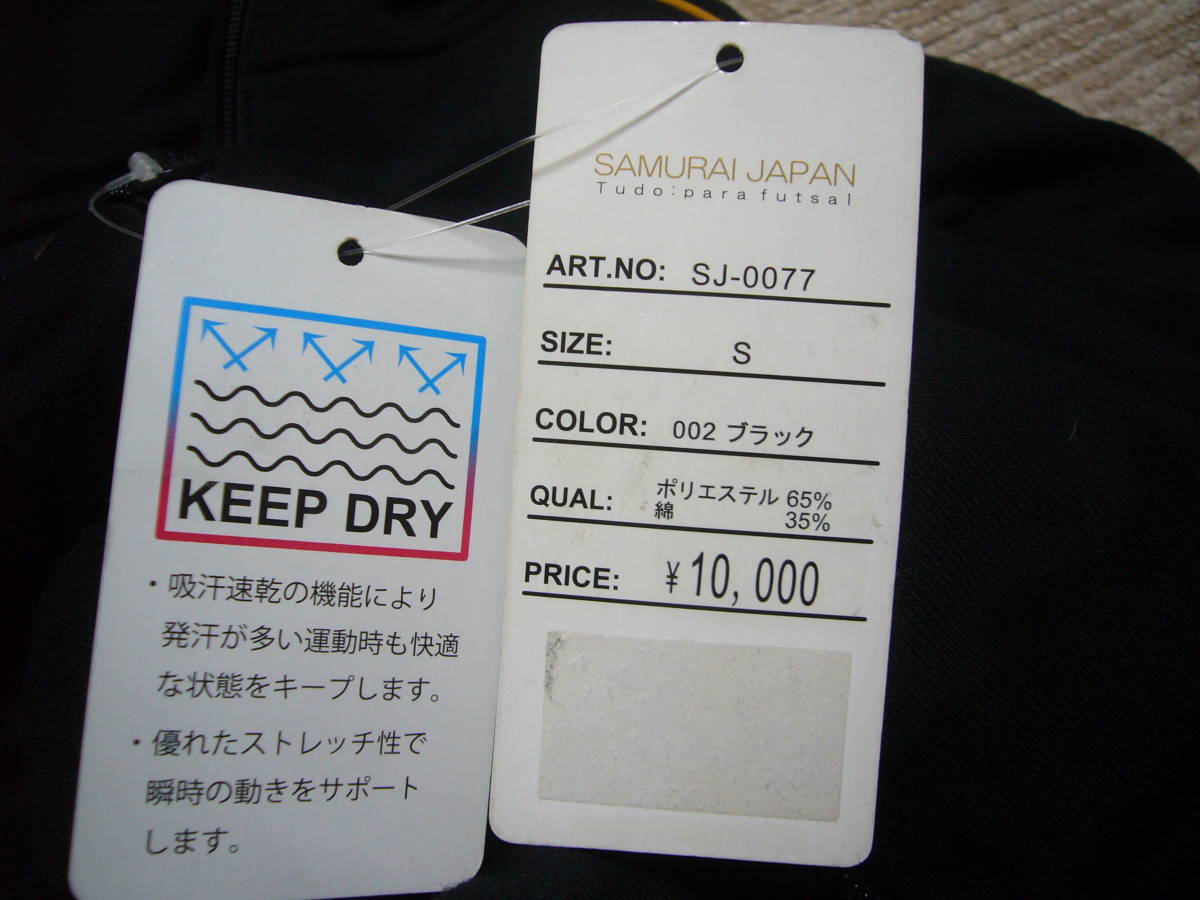 KEEP DRY
・吸汗速乾の機能により
発汗が多い運動時も快適
な状態をキープします。
・優れたストレッチ性で
瞬時の動きをサポート
します。
SAMURAI JAPAN
Tudo:para futsal
ART.NO: SJ-0077
SIZE: S
COLOR: 002 ブラック
QUAL: ポリエステル 65%
綿 35%
PRICE: ¥10,000